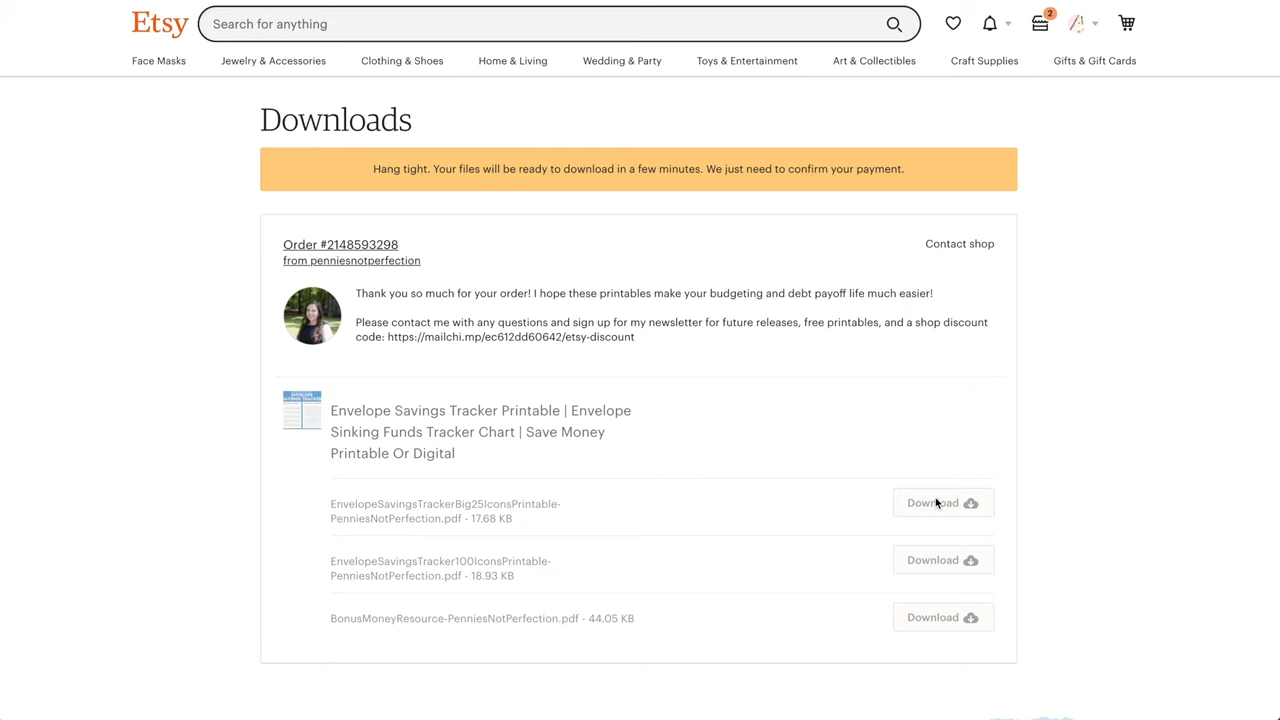 Etsy
Search for anything
2
Face Masks
Jewelry & Accessories
Clothing & Shoes
Home & Living
Wedding & Party
Toys & Entertainment
Art & Collectibles
Craft Supplies
Gifts & Gift Cards
Downloads
Hang tight. Your files will be ready to download in a few minutes. We just need to confirm your payment.
Order #2148593298
from penniesnotperfection
Contact shop
Thank you so much for your order! I hope these printables make your budgeting and debt payoff life much easier!
Please contact me with any questions and sign up for my newsletter for future releases, free printables, and a shop discount
code: https://mailchi.mp/ec612dd60642/etsy-discount
ENVELOPE
SAVINGS TRACKER
Envelope Savings Tracker Printable | Envelope
Sinking Funds Tracker Chart | Save Money
Printable Or Digital
EnvelopeSavingsTrackerBig25IconsPrintable-
PenniesNotPerfection.pdf - 17.68 KB
Download
EnvelopeSavingsTracker100IconsPrintable-
PenniesNotPerfection.pdf - 18.93 KB
Download
BonusMoneyResource-PenniesNotPerfection.pdf - 44.05 KB
Download